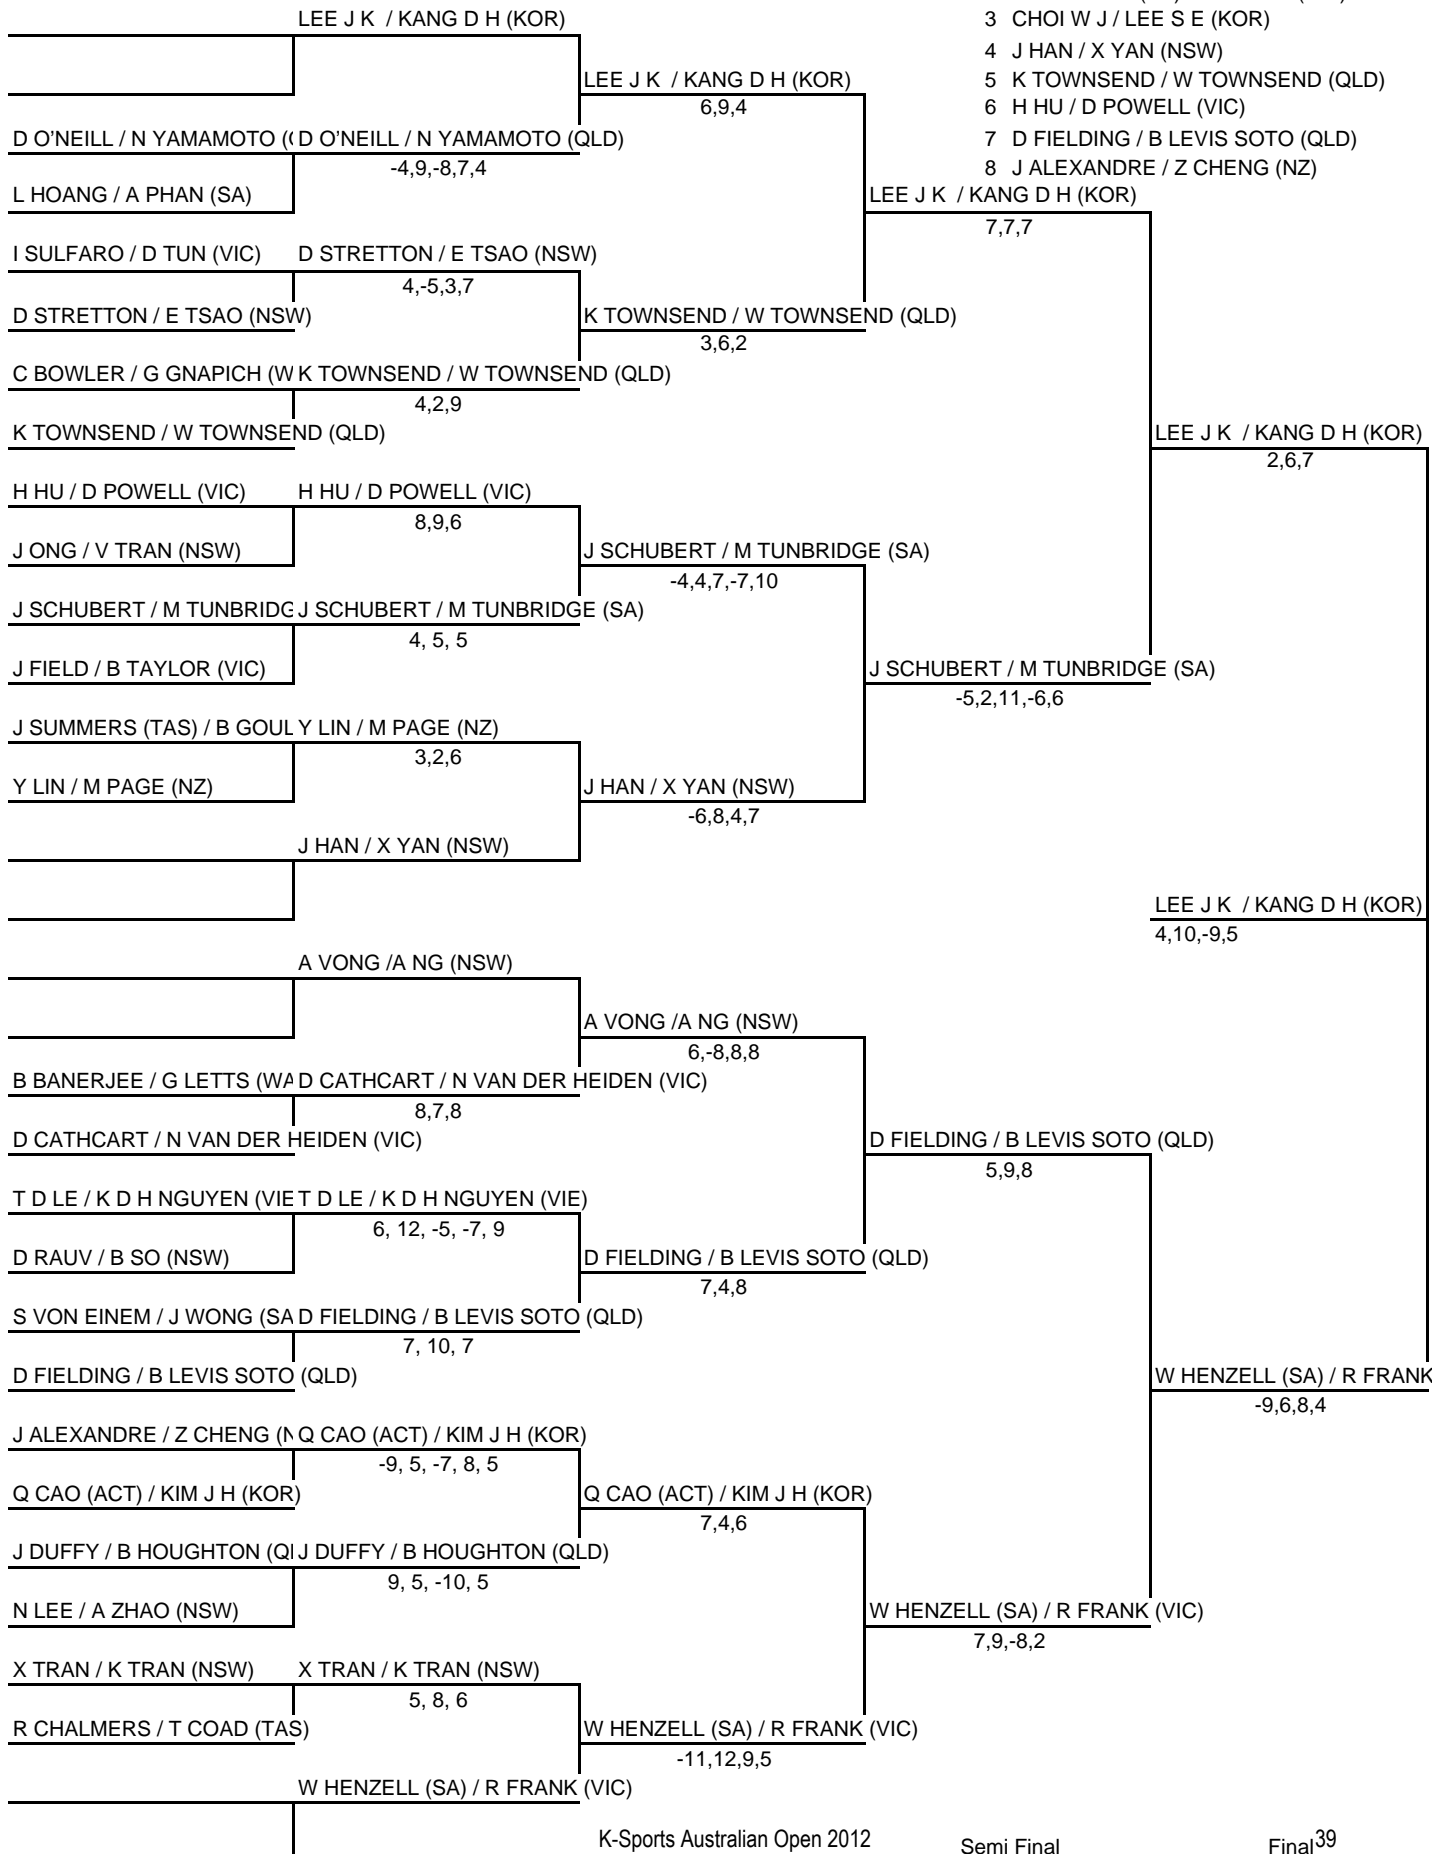 LEE J K / KANG D H (KOR)
3 CHOI W J / LEE S E (KOR)
4 J HAN / X YAN (NSW)
LEE J K / KANG D H (KOR)
5 K TOWNSEND / W TOWNSEND (QLD)
6,9,4
6 H HU / D POWELL (VIC)
D O'NEILL / N YAMAMOTO (
D O'NEILL / N YAMAMOTO (QLD)
7 D FIELDING / B LEVIS SOTO (QLD)
-4,9,-8,7,4
8 J ALEXANDRE / Z CHENG (NZ)
L HOANG / A PHAN (SA)
LEE J K / KANG D H (KOR)
7,7,7
I SULFARO / D TUN (VIC)
D STRETTON / E TSAO (NSW)
4,-5,3,7
D STRETTON / E TSAO (NSW)
K TOWNSEND / W TOWNSEND (QLD)
3,6,2
C BOWLER / G GNAPICH (W
K TOWNSEND / W TOWNSEND (QLD)
4,2,9
K TOWNSEND / W TOWNSEND (QLD)
LEE J K / KANG D H (KOR)
2,6,7
H HU / D POWELL (VIC)
H HU / D POWELL (VIC)
8,9,6
J ONG / V TRAN (NSW)
J SCHUBERT / M TUNBRIDGE (SA)
-4,4,7,-7,10
J SCHUBERT / M TUNBRIDG
J SCHUBERT / M TUNBRIDGE (SA)
4, 5, 5
J FIELD / B TAYLOR (VIC)
J SCHUBERT / M TUNBRIDGE (SA)
-5,2,11,-6,6
J SUMMERS (TAS) / B GOUL
Y LIN / M PAGE (NZ)
3,2,6
Y LIN / M PAGE (NZ)
J HAN / X YAN (NSW)
-6,8,4,7
J HAN / X YAN (NSW)
LEE J K / KANG D H (KOR)
4,10,-9,5
A VONG /A NG (NSW)
A VONG /A NG (NSW)
6,-8,8,8
B BANERJEE / G LETTS (WA
D CATHCART / N VAN DER HEIDEN (VIC)
8,7,8
D CATHCART / N VAN DER HEIDEN (VIC)
D FIELDING / B LEVIS SOTO (QLD)
5,9,8
T D LE / K D H NGUYEN (VIE
T D LE / K D H NGUYEN (VIE)
6, 12, -5, -7, 9
D RAUV / B SO (NSW)
D FIELDING / B LEVIS SOTO (QLD)
7,4,8
S VON EINEM / J WONG (SA
D FIELDING / B LEVIS SOTO (QLD)
7, 10, 7
D FIELDING / B LEVIS SOTO (QLD)
W HENZELL (SA) / R FRANK
-9,6,8,4
J ALEXANDRE / Z CHENG (N
Q CAO (ACT) / KIM J H (KOR)
-9, 5, -7, 8, 5
Q CAO (ACT) / KIM J H (KOR)
Q CAO (ACT) / KIM J H (KOR)
7,4,6
J DUFFY / B HOUGHTON (Q
J DUFFY / B HOUGHTON (QLD)
9, 5, -10, 5
N LEE / A ZHAO (NSW)
W HENZELL (SA) / R FRANK (VIC)
7,9,-8,2
X TRAN / K TRAN (NSW)
X TRAN / K TRAN (NSW)
5, 8, 6
R CHALMERS / T COAD (TAS)
W HENZELL (SA) / R FRANK (VIC)
-11,12,9,5
W HENZELL (SA) / R FRANK (VIC)
K-Sports Australian Open 2012
Semi Final
Final
39